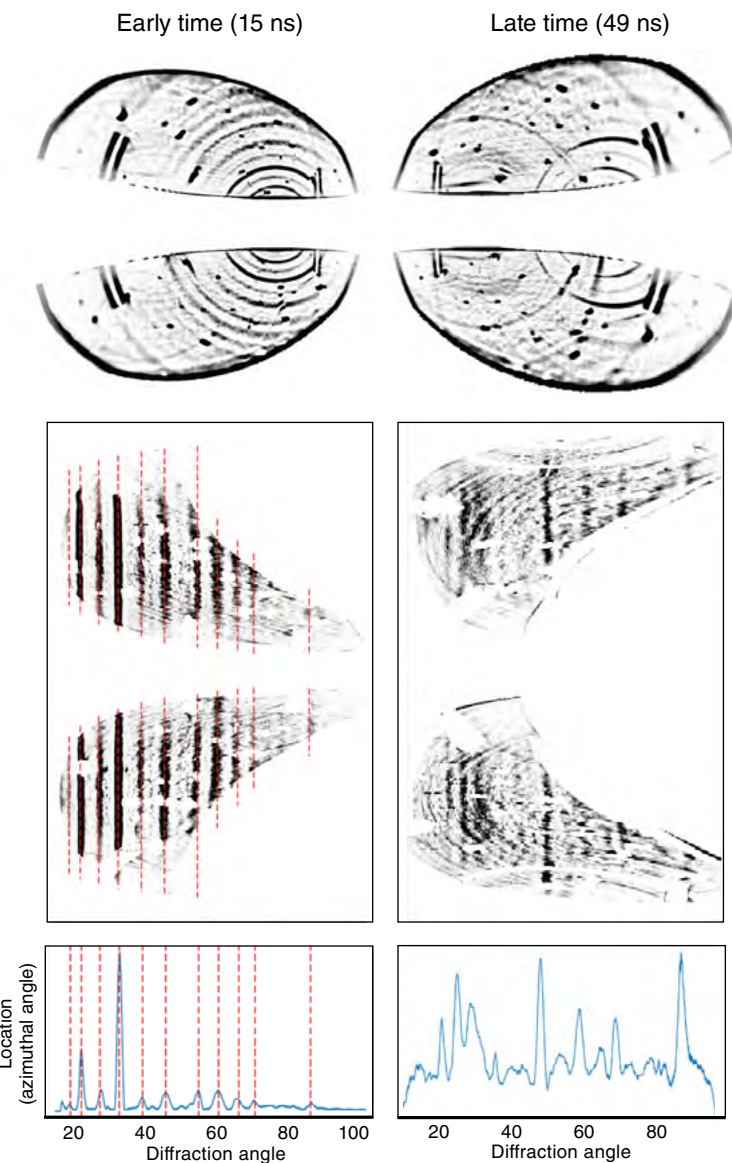 Early time (15 ns)
Late time (49 ns)
Location
(azimuthal angle)
20 40 60 80 100
Diffraction angle
20 40 60 80
Diffraction angle